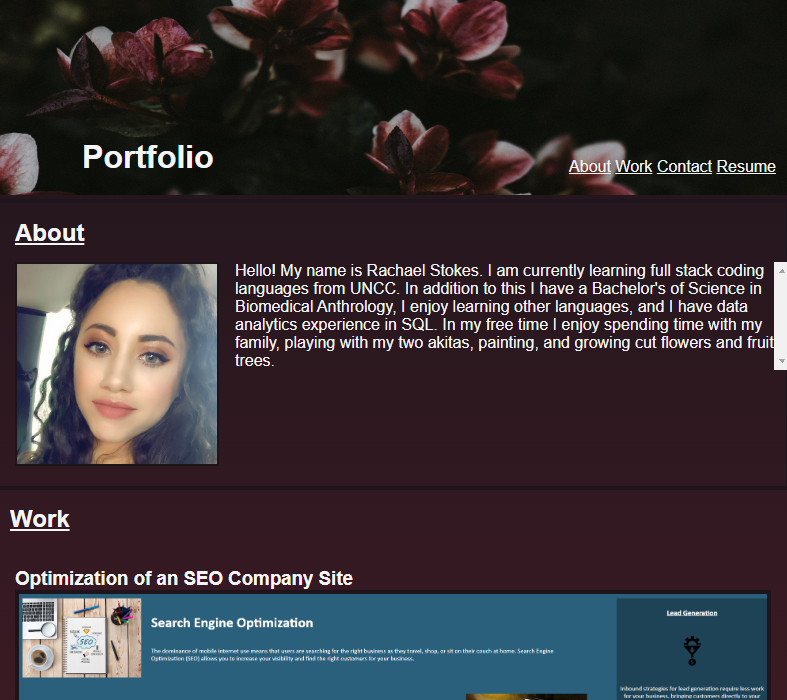 Portfolio
About Work Contact Resume
About
Hello! My name is Rachael Stokes. I am currently learning full stack coding
languages from UNCC. In addition to this I have a Bachelor's of Science in
Biomedical Anthrology, I enjoy learning other languages, and I have data
analytics experience in SQL. In my free time I enjoy spending time with my
family, playing with my two akitas, painting, and growing cut flowers and fruit
trees.
Work
Optimization of an SEO Company Site
SEO
Search Engine Optimization
The dominance of mobile internet use means that users are searching for the right business as they travel, shop, or sit on their couch at home. Search Engine
Optimization (SEO) allows you to increase your visibility and find the right customers for your business.
Lead Generation
Inbound strategies for lead generation require less work
for your business, bringing customers directly to your